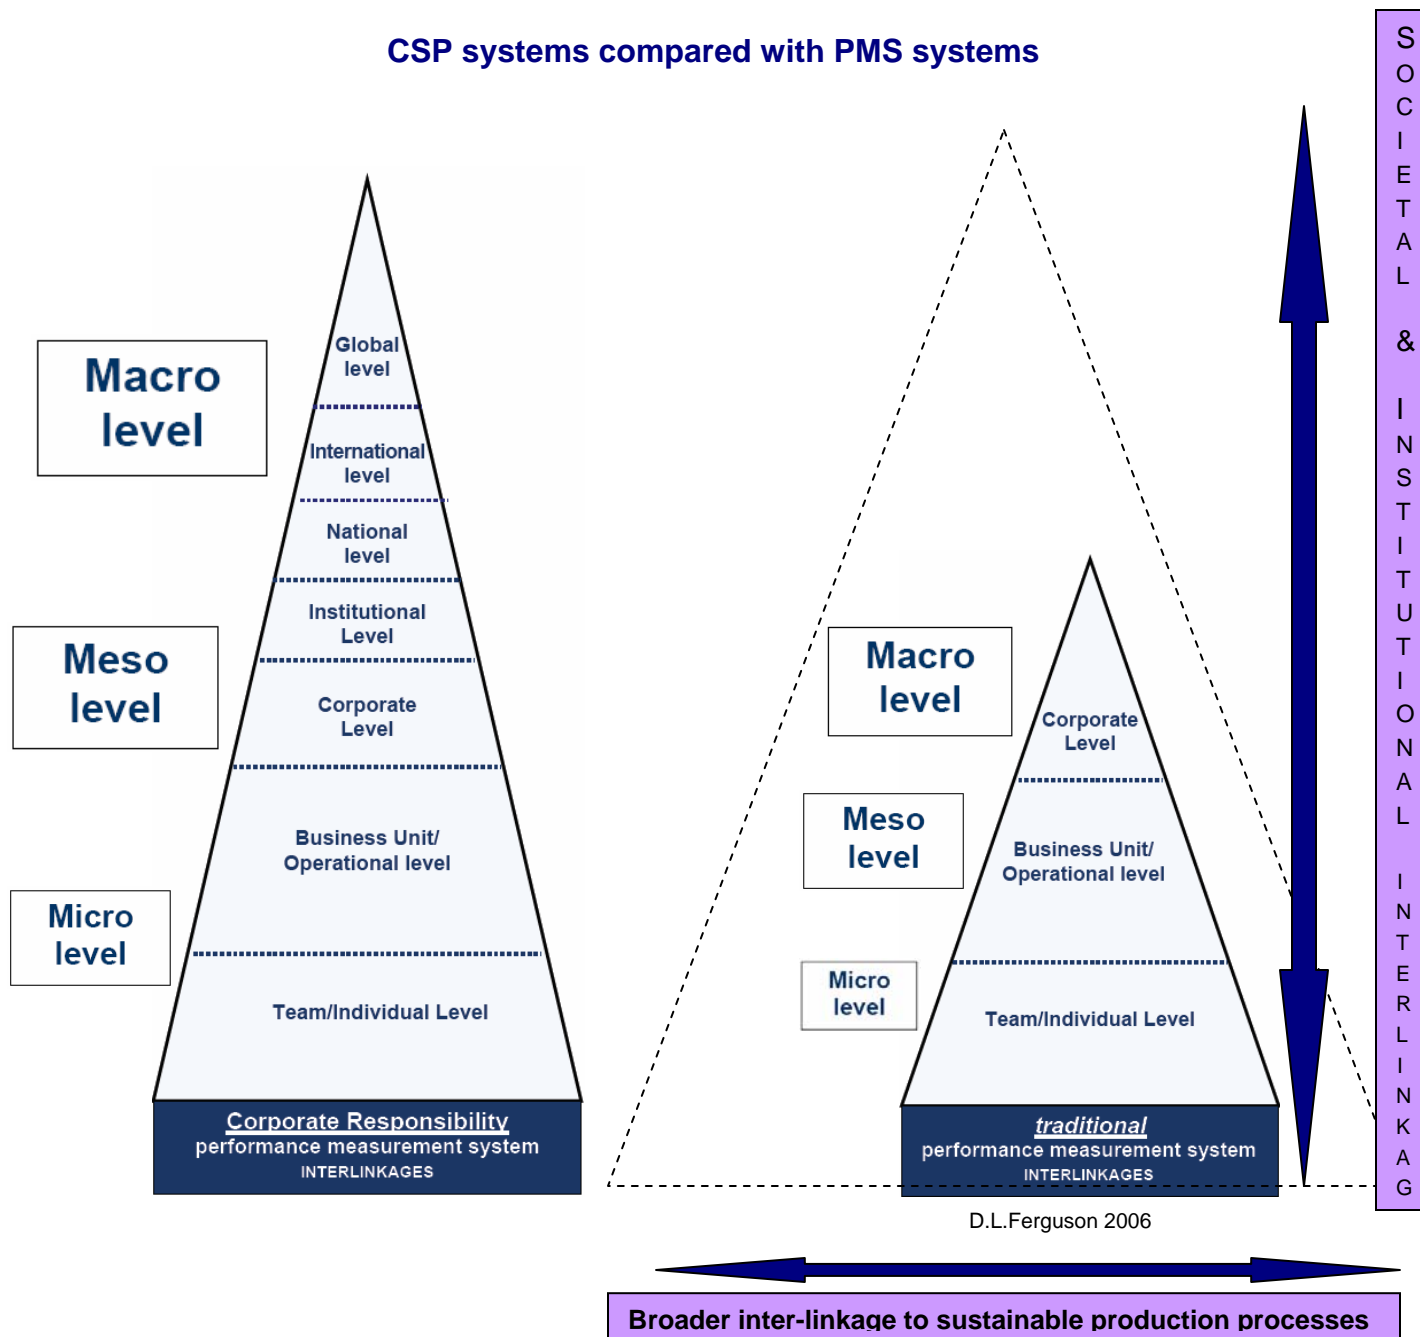 CSP systems compared with PMS systems
Global
level
International
level
National
level
Institutional
Level
Corporate
Level
Business Unit/
Operational level
Team/Individual Level
Macro
level
Meso
level
Micro
level
Corporate Responsibility
performance measurement system
INTERLINKAGES
Macro
level
Meso
level
Micro
level
Corporate
Level
Business Unit/
Operational level
Team/Individual Level
traditional
performance measurement system
INTERLINKAGES
D.L.Ferguson 2006
SOCIETAL & INSTITUTIONAL INTERLINKAG
Broader inter-linkage to sustainable production processes